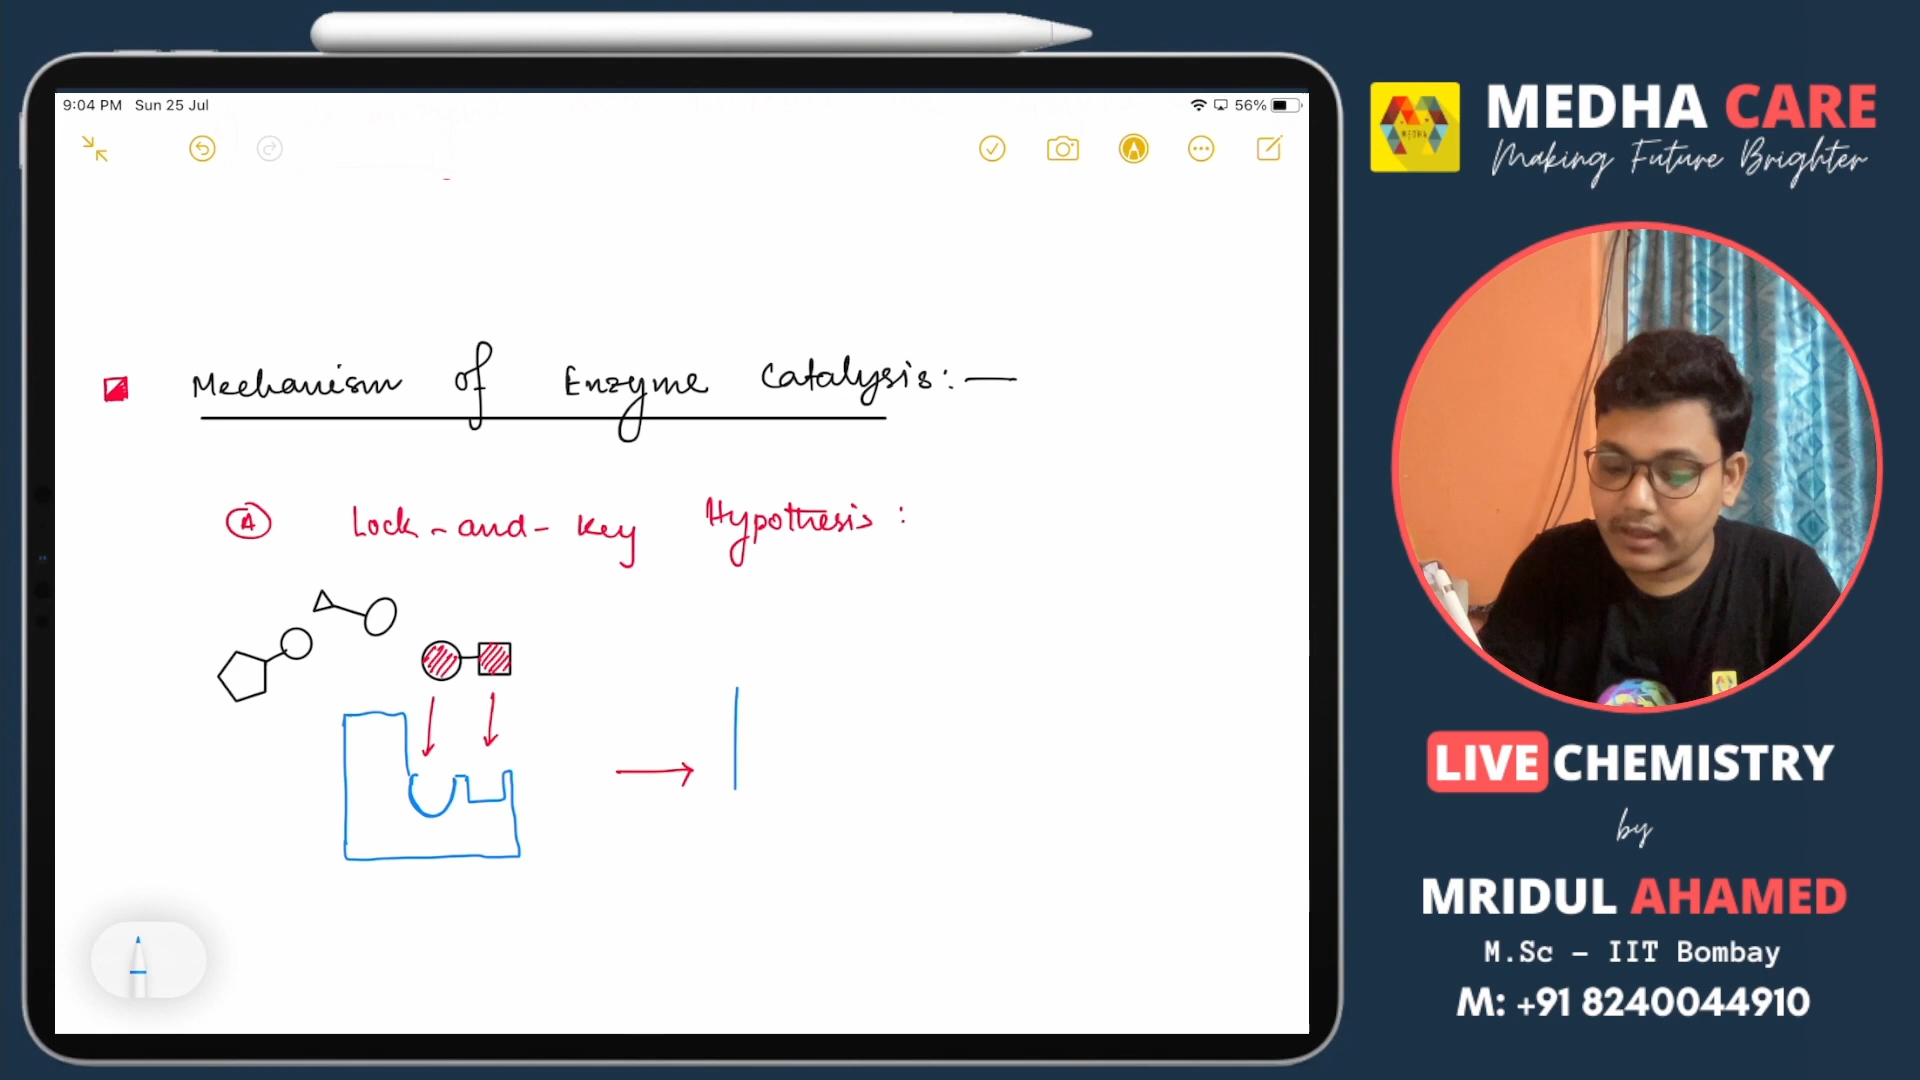 9:04 PM Sun 25 Jul
56%
MEDHA CARE
Making Future Brighter
MEDHA
Mechanism of Enzyme Catalysis:—
A Lock-and-Key Hypothesis:
LIVE CHEMISTRY
by
MRIDUL AHAMED
M.Sc - IIT Bombay
M: +91 8240044910